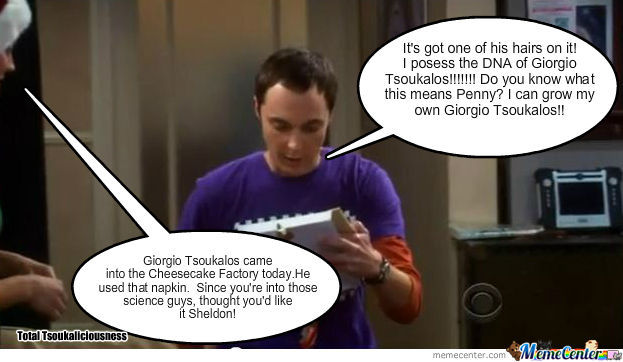 Giorgio Tsoukalos came
into the Cheesecake Factory today.He
used that napkin.  Since you're into those
science guys, thought you'd like
it Sheldon!
It's got one of his hairs on it!
I posess the DNA of Giorgio
Tsoukalos!!!!!!! Do you know what
this means Penny? I can grow my
own Giorgio Tsoukalos!!
Total Tsoukaliciousness
memecenter.com MemeCenter